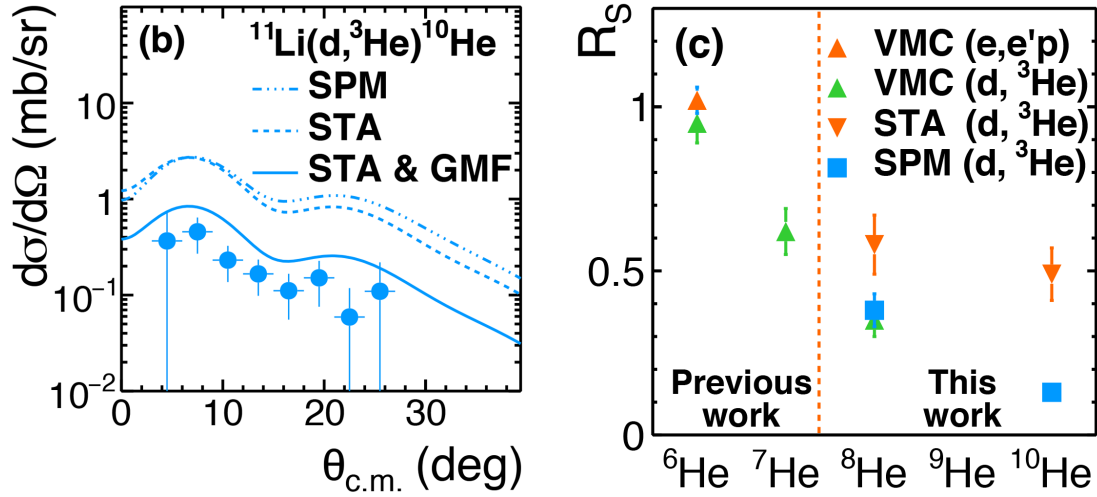 (b) ¹¹Li(d,³He)¹⁰He
SPM
STA
STA & GMF
dσ/dΩ (mb/sr)
10
1
10⁻¹
10⁻²
0 10 20 30
θc.m. (deg)
(c)
VMC (e,e'p)
VMC (d, ³He)
STA (d, ³He)
SPM (d, ³He)
Rs
1
0.5
0
Previous work
This work
⁶He ⁷He ⁸He ⁹He ¹⁰He